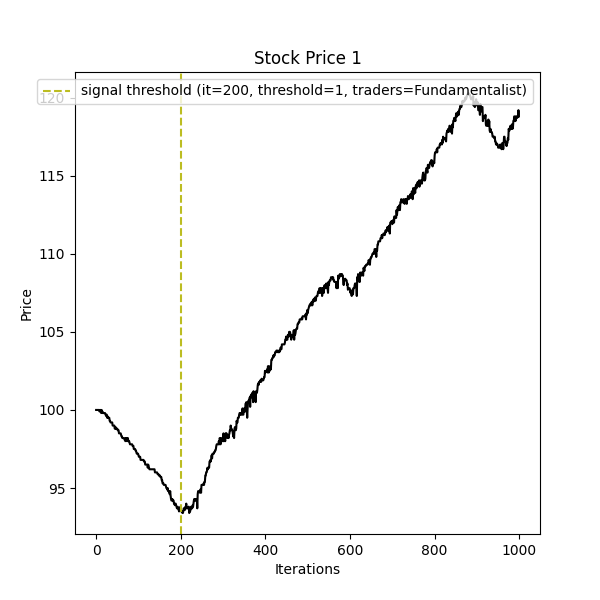 Stock Price 1
signal threshold (it=200, threshold=1, traders=Fundamentalist)
120
115
110
105
100
95
Price
0 200 400 600 800 1000
Iterations